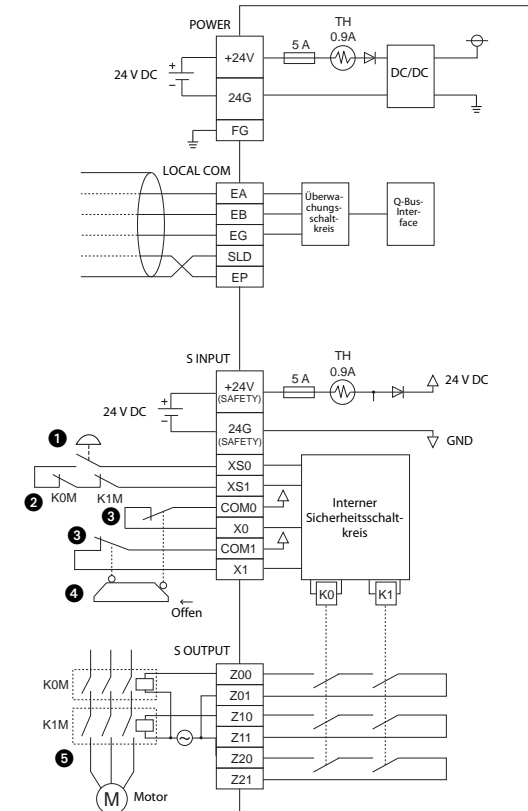 POWER
+24V
24G
FG
24 V DC
+
–
5 A
TH
0.9A
DC/DC
LOCAL COM
EA
EB
EG
SLD
EP
Überwa-
chungs-
schalt-
kreis
Q-Bus-
Inter-
face
S INPUT
+24V
(SAFETY)
24G
(SAFETY)
XS0
XS1
COM0
X0
COM1
X1
24 V DC
+
–
5 A
TH
0.9A
24 V DC
GND
1
2
K0M
K1M
3
3
4
Offen
Interner
Sicherheitsschalt-
kreis
K0
K1
S OUTPUT
Z00
Z01
Z10
Z11
Z20
Z21
K0M
K1M
5
M
Motor